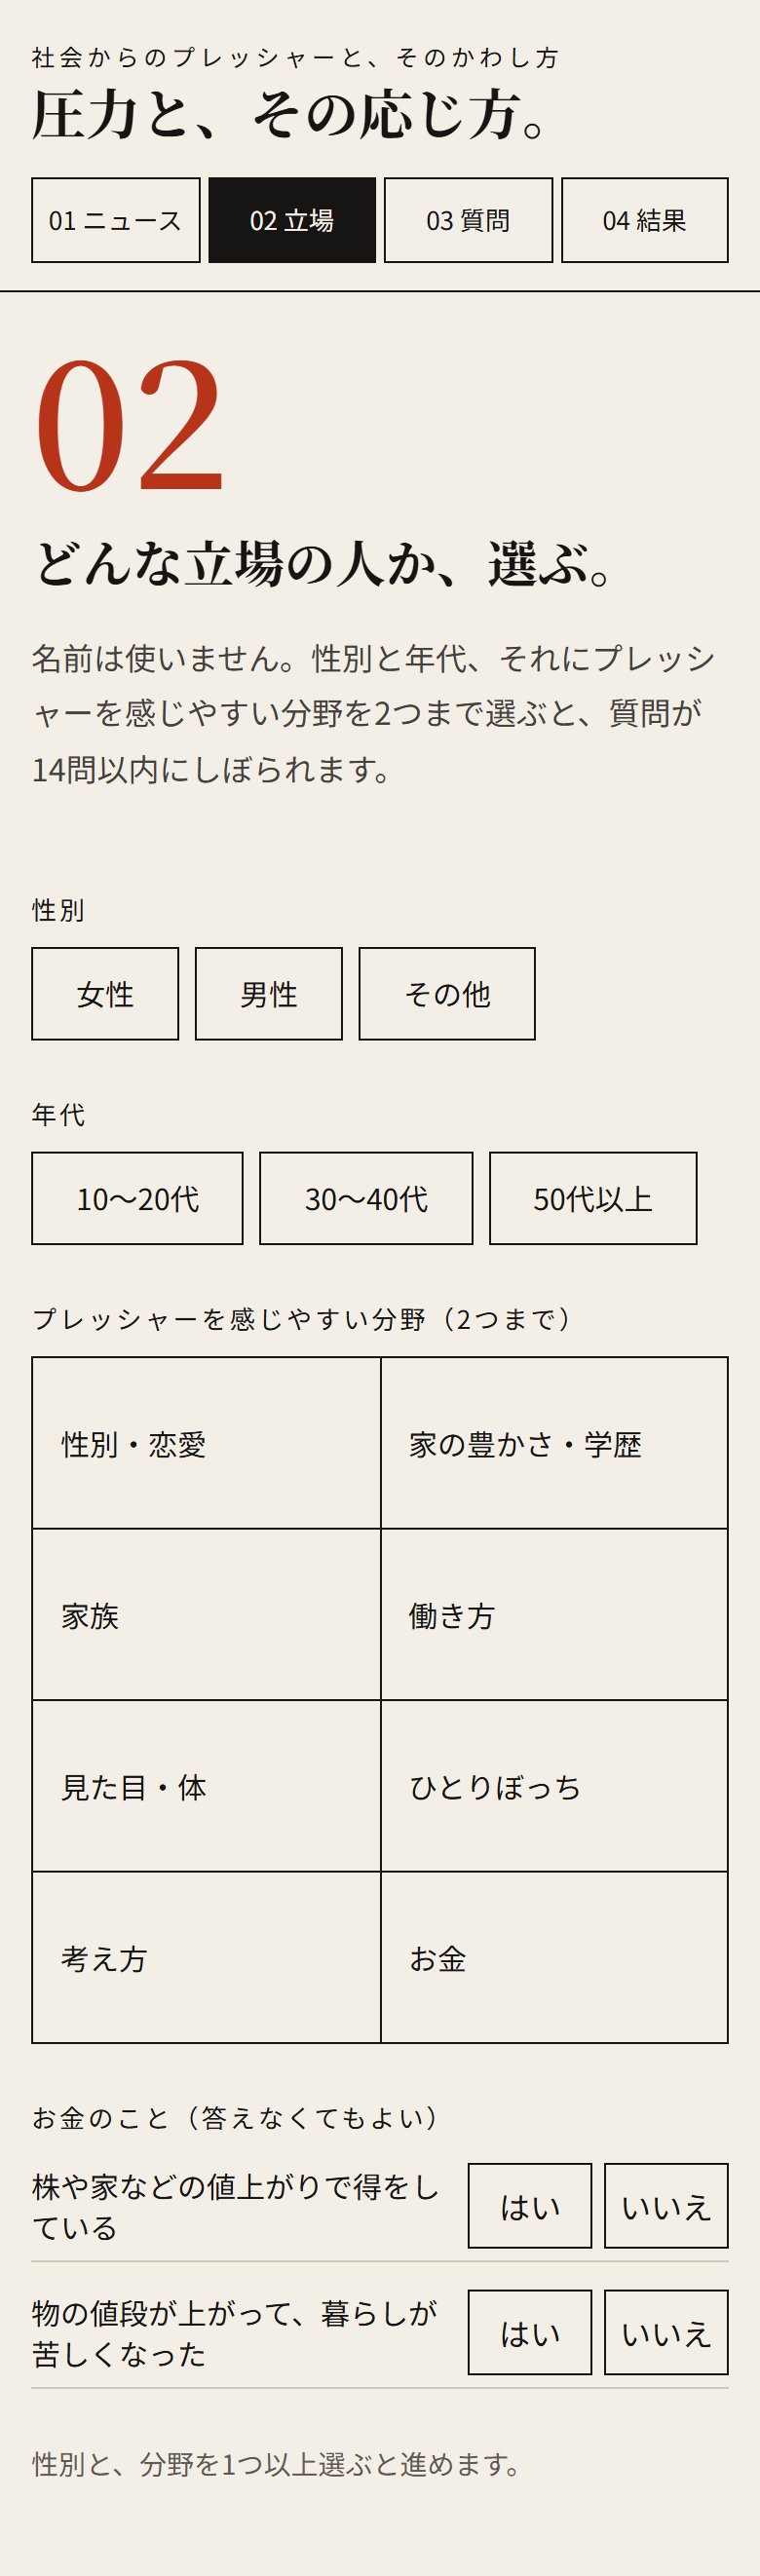 社会からのプレッシャーと、そのかわし方
圧力と、その応じ方。
01 ニュース
02 立場
03 質問
04 結果
02
どんな立場の人か、選ぶ。
名前は使いません。性別と年代、それにプレッシ
ャーを感じやすい分野を2つまで選ぶと、質問が
14問以内にしぼられます。
性別
女性
男性
その他
年代
10〜20代
30〜40代
50代以上
プレッシャーを感じやすい分野（2つまで）
性別・恋愛
家の豊かさ・学歴
家族
働き方
見た目・体
ひとりぼっち
考え方
お金
お金のこと（答えなくてもよい）
株や家などの値上がりで得をし
ている
はい
いいえ
物の値段が上がって、暮らしが
苦しくなった
はい
いいえ
性別と、分野を1つ以上選ぶと進めます。